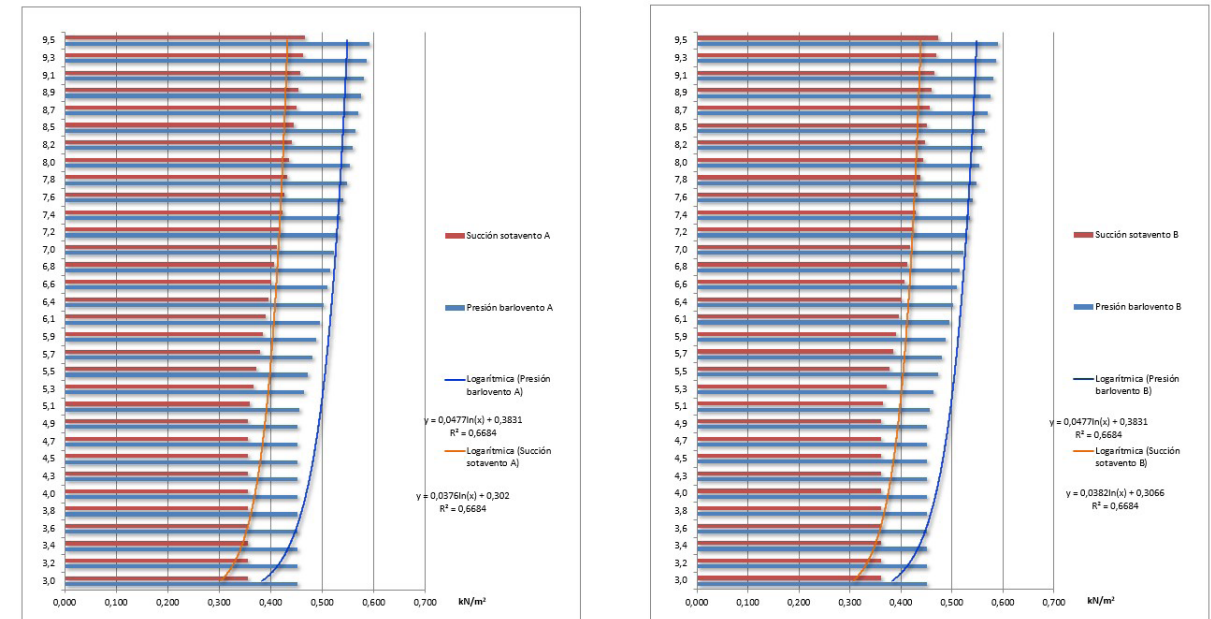 9,5
9,3
9,1
8,9
8,7
8,5
8,2
8,0
7,8
7,6
7,4
7,2
7,0
6,8
6,6
6,4
6,1
5,9
5,7
5,5
5,3
5,1
4,9
4,7
4,5
4,3
4,0
3,8
3,6
3,4
3,2
3,0
0,000 0,100 0,200 0,300 0,400 0,500 0,600 0,700 kN/m²
Succión sotavento A
Presión barlovento A
Logarítmica (Presión
barlovento A)
y = 0,0477ln(x) + 0,3831
R² = 0,6684
Logarítmica (Succión
sotavento A)
y = 0,0376ln(x) + 0,302
R² = 0,6684
9,5
9,3
9,1
8,9
8,7
8,5
8,2
8,0
7,8
7,6
7,4
7,2
7,0
6,8
6,6
6,4
6,1
5,9
5,7
5,5
5,3
5,1
4,9
4,7
4,5
4,3
4,0
3,8
3,6
3,4
3,2
3,0
0,000 0,100 0,200 0,300 0,400 0,500 0,600 0,700 kN/m²
Succión sotavento B
Presión barlovento B
Logarítmica (Presión
barlovento B)
y = 0,0477ln(x) + 0,3831
R² = 0,6684
Logarítmica (Succión
sotavento B)
y = 0,0382ln(x) + 0,3066
R² = 0,6684